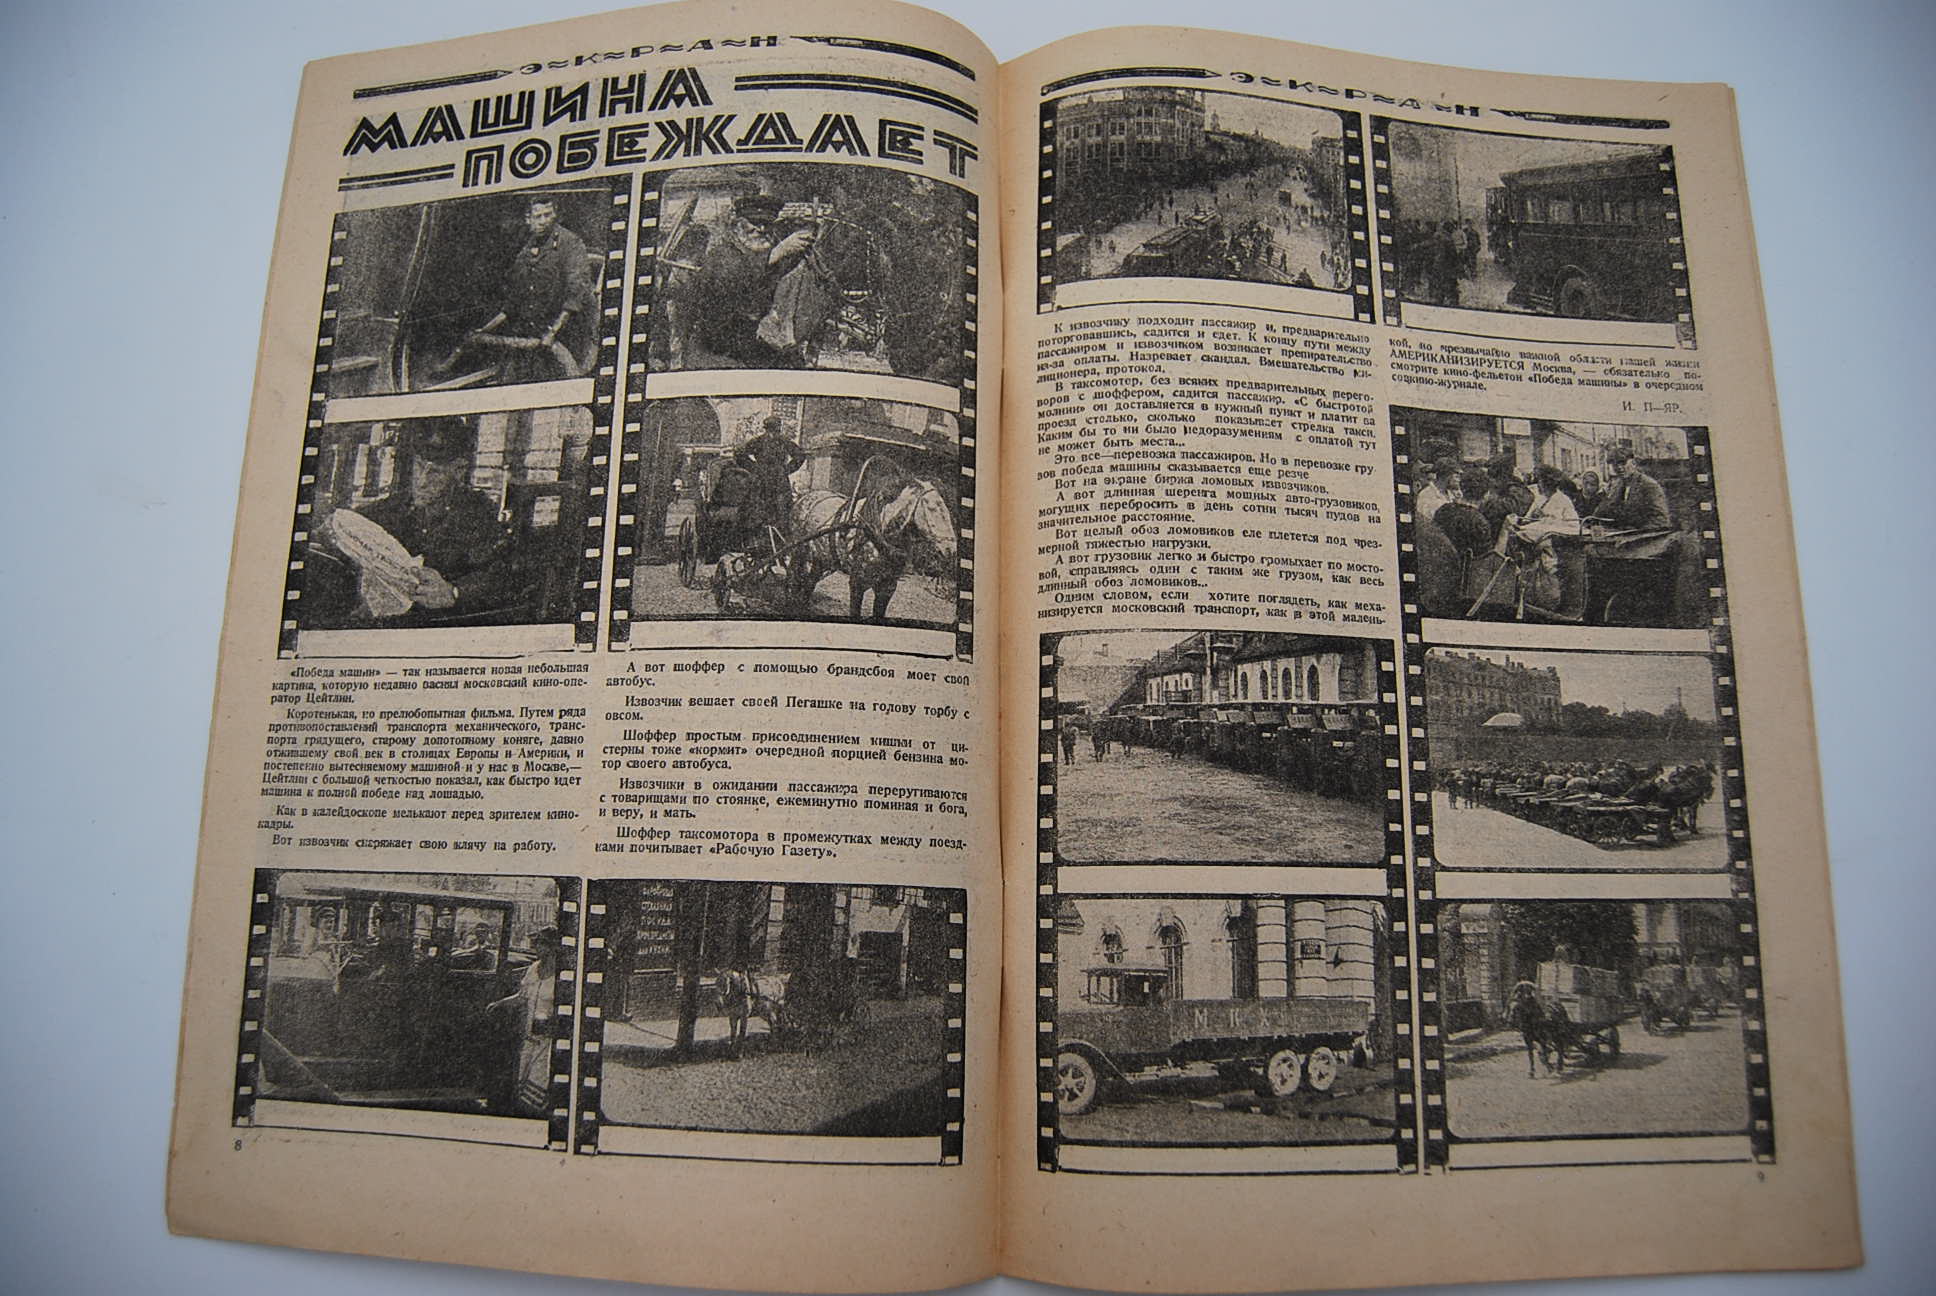 Э≈К≈Р≈А≈Н
МАШИНА
ПОБЕЖДАЕТ
«Победа машин» — так называется новая небольшая
картина, которую недавно заснял московский кино-опе-
ратор Цейтлин.
Коротенькая, но прелюбопытная фильма. Путем ряда
противопоставлений транспорта механического, транс-
порта грядущего, старому допотопному коняге, давно
отжившему свой век в столицах Европы и Америки, и
постепенно вытесняемому машиной и у нас в Москве,—
Цейтлин с большой четкостью показал, как быстро идет
машина к полной победе над лошадью.
Как в калейдоскопе мелькают перед зрителем кино-
кадры.
Вот извозчик снаряжает свою клячу на работу.
А вот шоффер с помощью брандсбоя моет свой
автобус.
Извозчик вешает своей Пегашке на голову торбу с
овсом.
Шоффер простым присоединением кишки от ци-
стерны тоже «кормит» очередной порцией бензина мо-
тор своего автобуса.
Извозчики в ожидании пассажира переругиваются
с товарищами по стоянке, ежеминутно поминая и бога,
и веру, и мать.
Шоффер таксомотора в промежутках между поезд-
ками почитывает «Рабочую Газету».
8
Э≈К≈Р≈А≈Н
К извозчику подходит пассажир и, предварительно
поторговавшись, садится и едет. К концу пути между
пассажиром и извозчиком возникает препирательство
из-за оплаты. Назревает скандал. Вмешательство ми-
лиционера, протокол.
В таксомотор, без всяких предварительных перего-
воров с шоффером, садится пассажир. «С быстротой
молнии» он доставляется в нужный пункт и платит за
проезд столько, сколько показывает стрелка такси.
Каким бы то ни было недоразумениям с оплатой тут
не может быть места...
Это все—перевозка пассажиров. Но в перевозке гру-
зов победа машины сказывается еще резче
Вот на экране биржа ломовых извозчиков.
А вот длинная шеренга мощных авто-грузовиков,
могущих перебросить в день сотни тысяч пудов на
значительное расстояние.
Вот целый обоз ломовиков еле плетется под чрез-
мерной тяжестью нагрузки.
А вот грузовик легко и быстро громыхает по мосто-
вой, справляясь один с таким же грузом, как весь
длинный обоз ломовиков...
Одним словом, если хотите поглядеть, как меха-
низируется московский транспорт, как в этой малень-
кой, но чрезвычайно важной области нашей жизни
АМЕРИКАНИЗИРУЕТСЯ Москва, — обязательно по-
смотрите кино-фельетон «Победа машины» в очередном
совкино-журнале.
И. П—ЯР.
М К Х
9